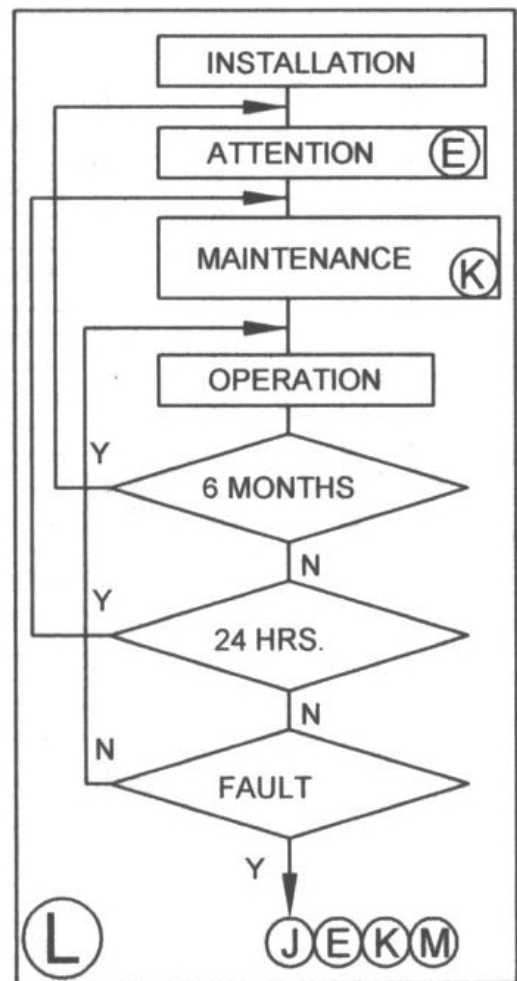 INSTALLATION
ATTENTION E
MAINTENANCE K
OPERATION
Y
6 MONTHS
N
Y
24 HRS.
N
N
FAULT
Y
L
J E K M